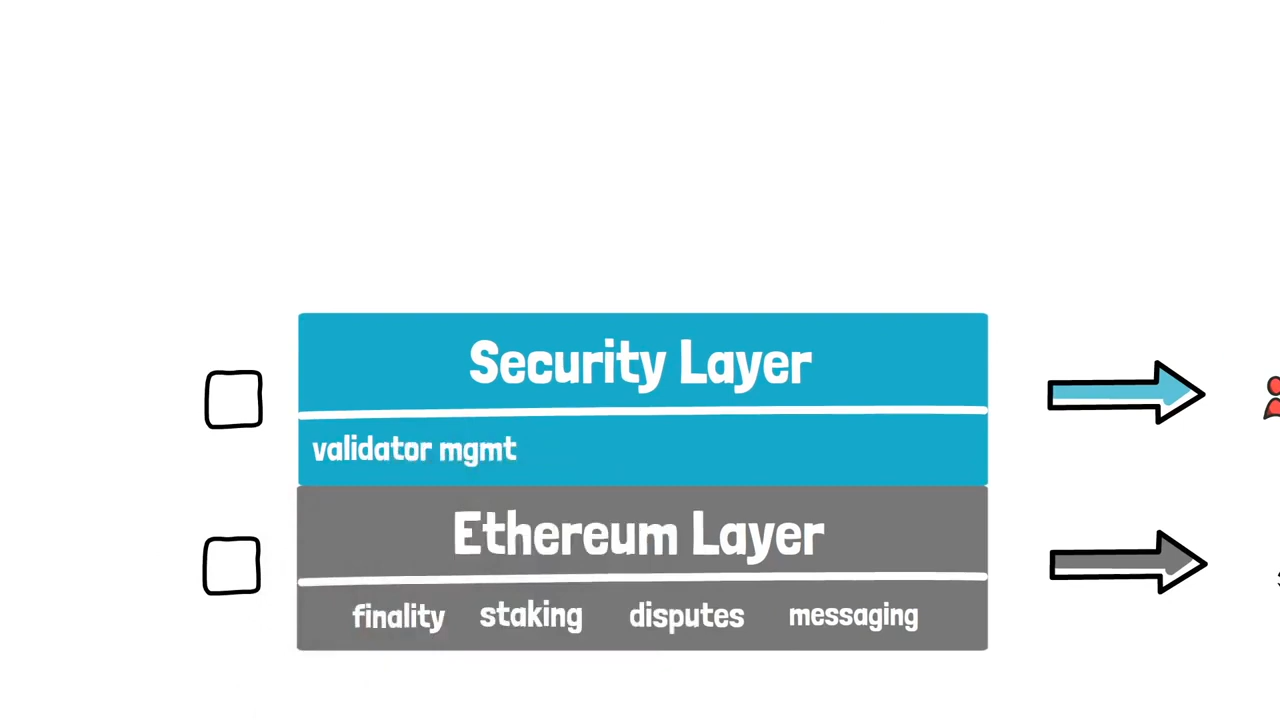 Security Layer
validator mgmt
Ethereum Layer
finality staking disputes messaging